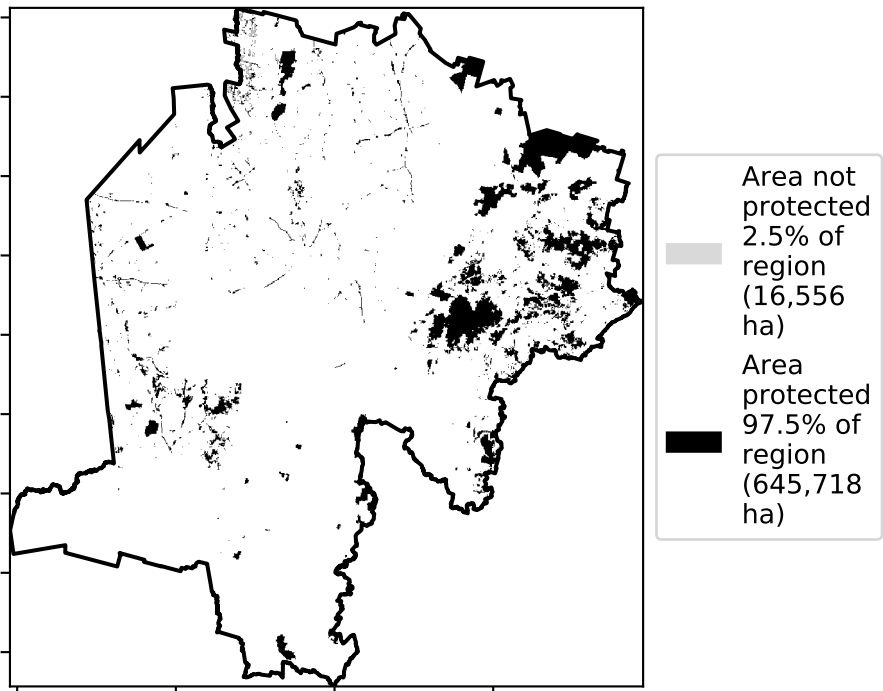 Area not
protected
2.5% of
region
(16,556
ha)
Area
protected
97.5% of
region
(645,718
ha)